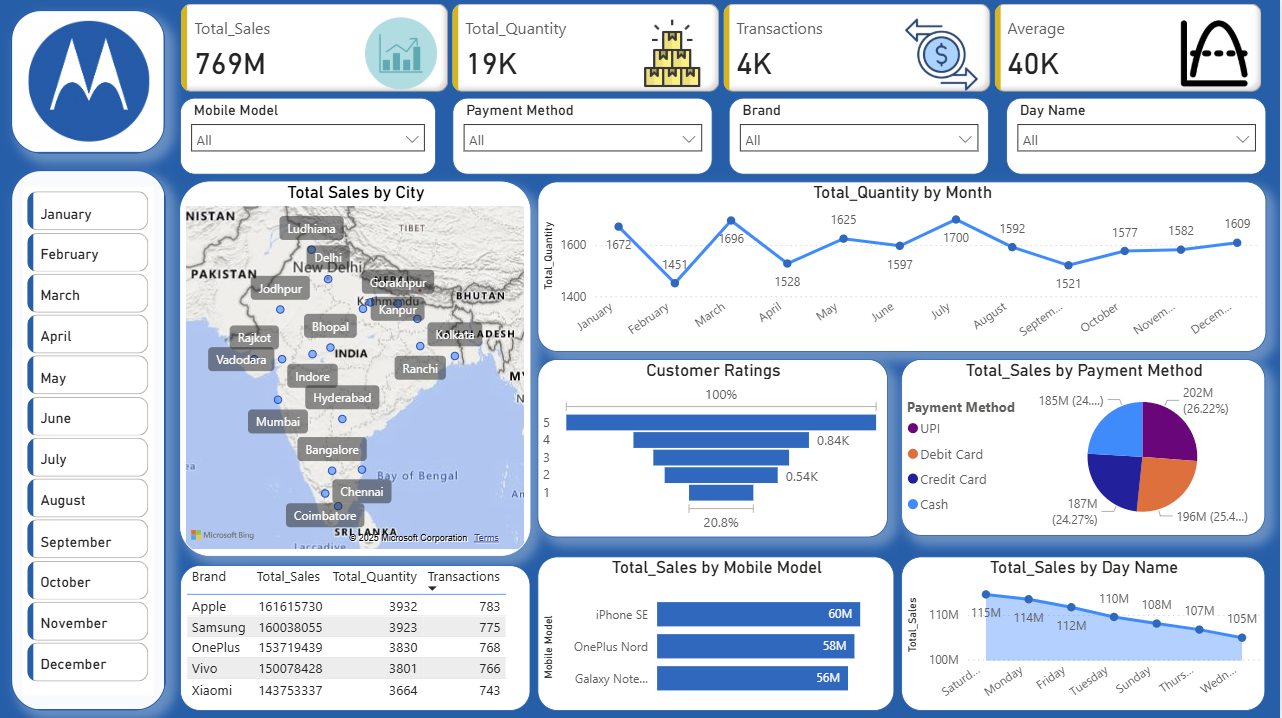 Total_Sales
769M
Total_Quantity
19K
Transactions
4K
Average
40K
Mobile Model
All
Payment Method
All
Brand
All
Day Name
All
January
February
March
April
May
June
July
August
September
October
November
December
Total Sales by City
NISTAN
TIBET
Ludhiana
Delhi
New Delhi
PAKISTAN
Jodhpur
NEPAL
Gorakhpur
Kathmandu
BHUTAN
Kanpur
Bhopal
Rajkot
Kolkata
ADESH
Vadodara
INDIA
Ranchi
MY
Indore
Hyderabad
Mumbai
Bangalore
Bay of Bengal
Chennai
An
Coimbatore
SRI LANKA
Microsoft Bing
© 2025 Microsoft Corporation Terms
Laccadive
Total_Quantity by Month
Total_Quantity
1600
1400
1672
1451
1696
1528
1625
1597
1700
1592
1521
1577
1582
1609
January
February
March
April
May
June
July
August
Septem...
October
Novem...
Decem...
Customer Ratings
100%
5
4
0.84K
3
2
0.54K
1
20.8%
Total_Sales by Payment Method
Payment Method
UPI
Debit Card
Credit Card
Cash
185M (24....)
202M
(26.22%)
187M
(24.27%)
196M (25.4...)
Brand Total_Sales Total_Quantity Transactions
Apple 161615730 3932 783
Samsung 160038055 3923 775
OnePlus 153719439 3830 768
Vivo 150078428 3801 766
Xiaomi 143753337 3664 743
Total_Sales by Mobile Model
Mobile Model
iPhone SE 60M
OnePlus Nord 58M
Galaxy Note... 56M
Total_Sales by Day Name
Total_Sales
110M
100M
115M
114M
112M
110M
108M
107M
105M
Saturd...
Monday
Friday
Tuesday
Sunday
Thurs...
Wedn...